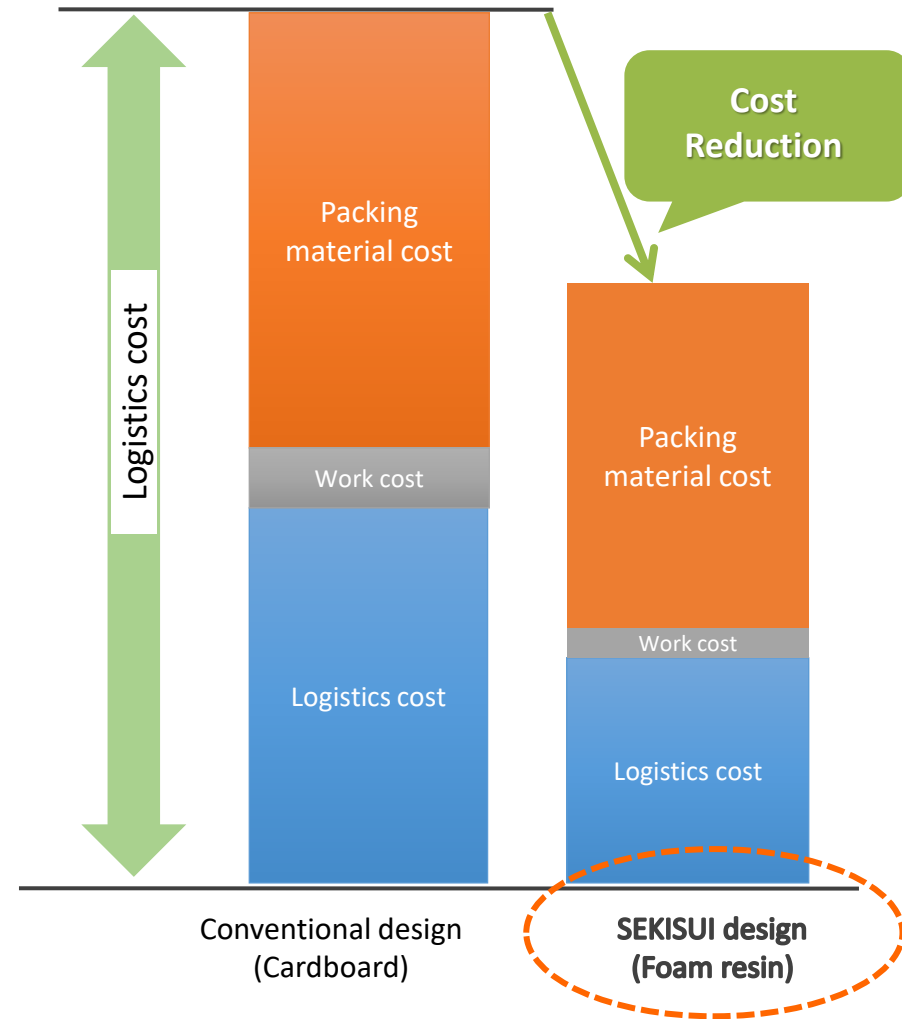 Cost
Reduction
Logistics cost
Packing
material cost
Work cost
Logistics cost
Packing
material cost
Work cost
Logistics cost
Conventional design
(Cardboard)
SEKISUI design
(Foam resin)